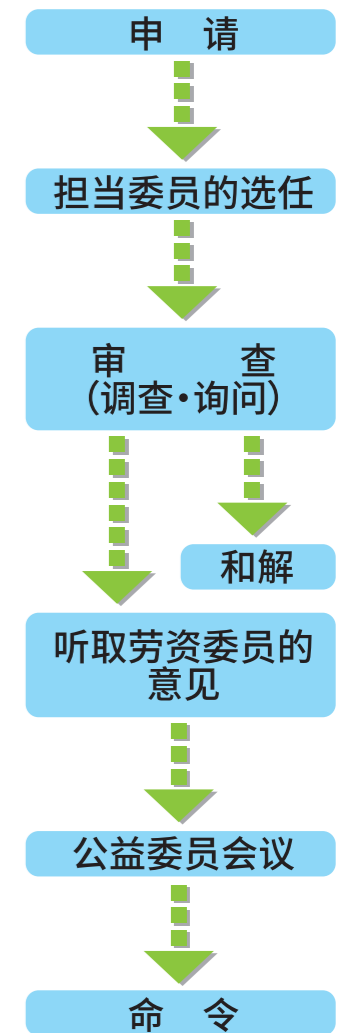 申　请
担当委员的选任
审　　　查
（调查·询问）
和解
听取劳资委员的
意见
公益委员会议
命　令